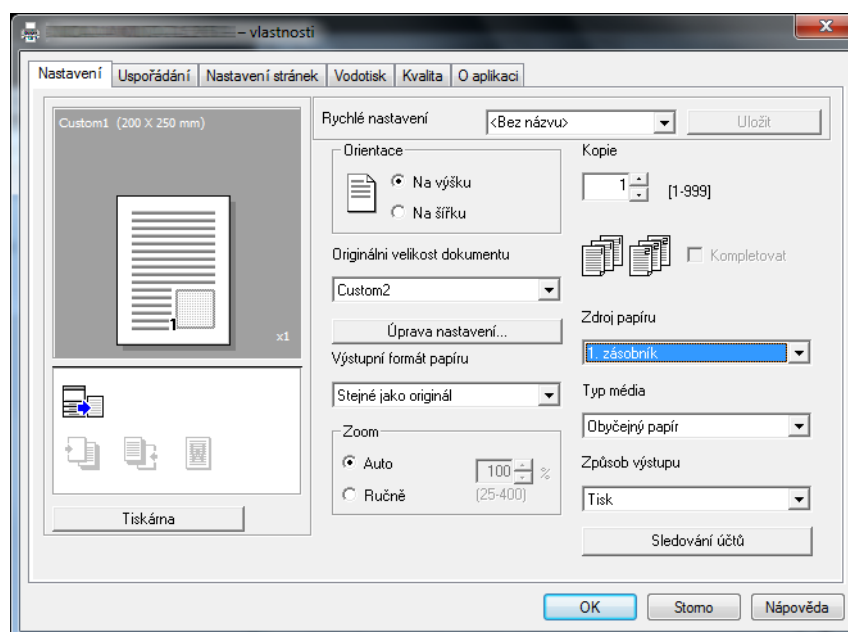 – vlastnosti
Nastavení Uspořádání Nastavení stránek Vodotisk Kvalita O aplikaci
Custom1 (200 X 250 mm)
1
x1
Tiskárna
Rychlé nastavení <Bez názvu> Uložit
Orientace
Na výšku
Na šířku
Originálni velikost dokumentu
Custom2
Úprava nastavení...
Výstupní formát papíru
Stejné jako originál
Zoom
Auto
100 %
Ručně
(25-400)
Kopie
1 [1-999]
Kompletovat
Zdroj papíru
1. zásobník
Typ média
Obyčejný papír
Způsob výstupu
Tisk
Sledování účtů
OK Storno Nápověda